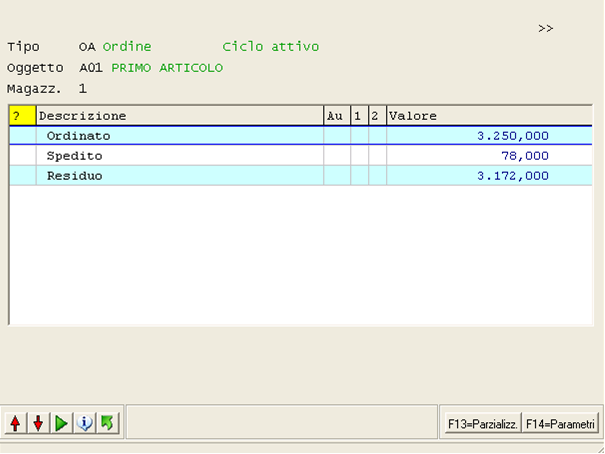 >>
Tipo OA Ordine Ciclo attivo
Oggetto A01 PRIMO ARTICOLO
Magazz. 1
? Descrizione Au 1 2 Valore
Ordinato 3.250,000
Spedito 78,000
Residuo 3.172,000
F13=Parzializz. F14=Parametri